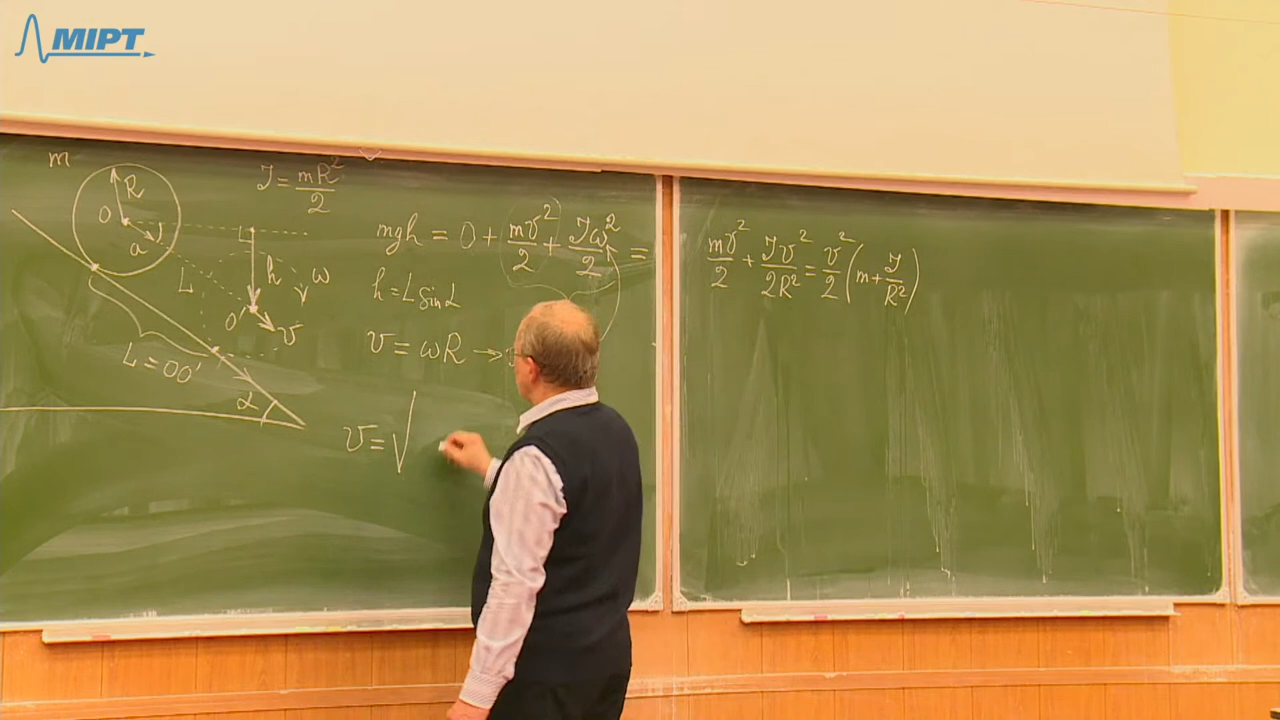 MIPT
m
R
O
a
L
h
ω
O'
v
L = OO'
α
J = mR²/2
mgh = 0 + mv²/2 + Jω²/2 =
h = L sin α
v = ωR →
v = √
mv²/2 + Jv²/2R² = v²/2 (m + J/R²)